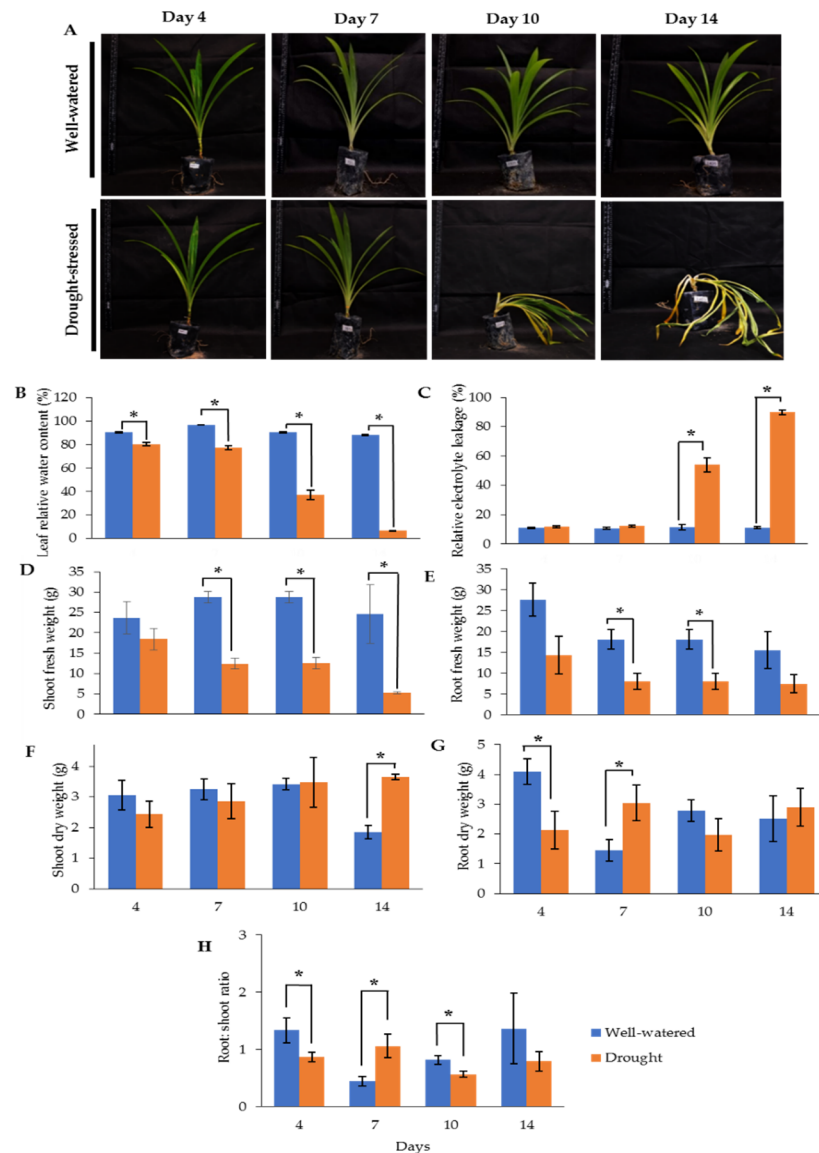 Day 4 Day 7 Day 10 Day 14
A
Well-watered
Drought-stressed
B
Leaf relative water content (%)
120
100
80
60
40
20
0
* * * *
C
Relative electrolyte leakage (%)
100
80
60
40
20
0
* *
D
Shoot fresh weight (g)
35
30
25
20
15
10
5
0
* * *
E
Root fresh weight (g)
35
30
25
20
15
10
5
0
* *
F
Shoot dry weight (g)
4
3
2
1
0
*
4 7 10 14
G
Root dry weight (g)
5
4
3
2
1
0
* *
4 7 10 14
H
Root: shoot ratio
3
2
1
0
* * *
4 7 10 14
Days
Well-watered
Drought